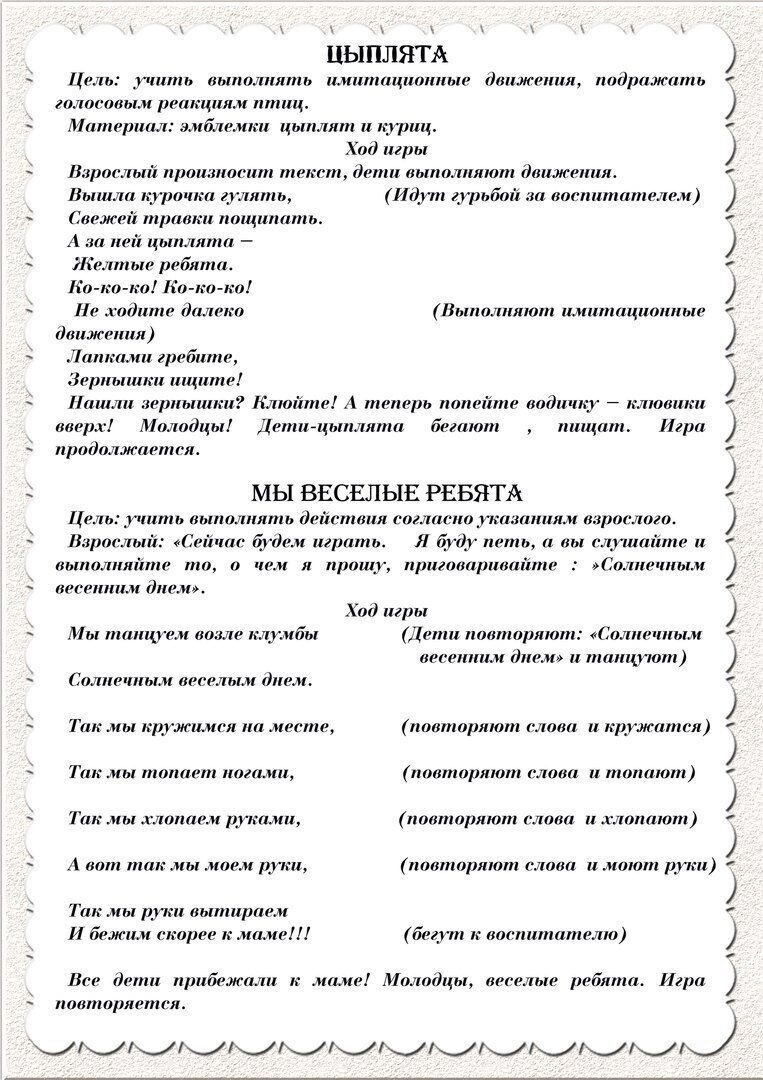 ЦЫПЛЯТА
Цель: учить выполнять имитационные движения, подражать
голосовым реакциям птиц.
Материал: эмблемки цыплят и куриц.
Ход игры
Взрослый произносит текст, дети выполняют движения.
Вышла курочка гулять, (Идут гурьбой за воспитателем)
Свежей травки пощипать.
А за ней цыплята –
Желтые ребята.
Ко-ко-ко! Ко-ко-ко!
Не ходите далеко (Выполняют имитационные
движения)
Лапками гребите,
Зернышки ищите!
Нашли зернышки? Клюйте! А теперь попейте водичку – клювики
вверх! Молодцы! Дети-цыплята бегают , пищат. Игра
продолжается.
МЫ ВЕСЕЛЫЕ РЕБЯТА
Цель: учить выполнять действия согласно указаниям взрослого.
Взрослый: «Сейчас будем играть. Я буду петь, а вы слушайте и
выполняйте то, о чем я прошу, приговаривайте : »Солнечным
весенним днем».
Ход игры
Мы танцуем возле клумбы (Дети повторяют: «Солнечным
весенним днем» и танцуют)
Солнечным веселым днем.
Так мы кружимся на месте, (повторяют слова и кружатся)
Так мы топает ногами, (повторяют слова и топают)
Так мы хлопаем руками, (повторяют слова и хлопают)
А вот так мы моем руки, (повторяют слова и моют руки)
Так мы руки вытираем
И бежим скорее к маме!!! (бегут к воспитателю)
Все дети прибежали к маме! Молодцы, веселые ребята. Игра
повторяется.